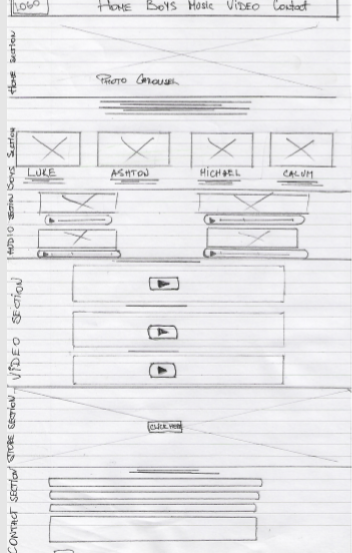 LOGO
HOME BOYS MUSIC VIDEO Contact
HOME SECTION
PHOTO CAROUSEL
BOYS SECTION
LUKE ASHTON MICHAEL CALUM
AUDIO SECTION
VIDEO SECTION
STORE SECTION
CLICK HERE
CONTACT SECTION